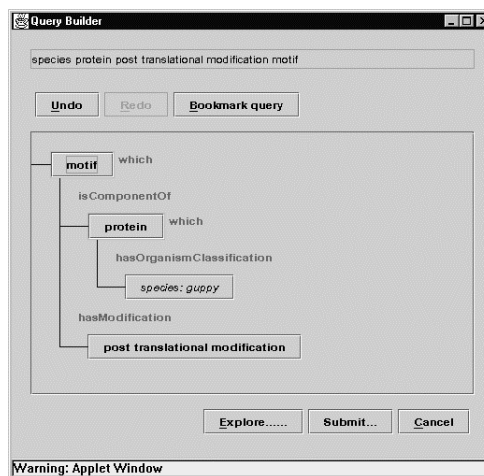 Query Builder
species protein post translational modification motif
Undo Redo Bookmark query
motif which
isComponentOf
protein which
hasOrganismClassification
species: guppy
hasModification
post translational modification
Explore...... Submit... Cancel
Warning: Applet Window